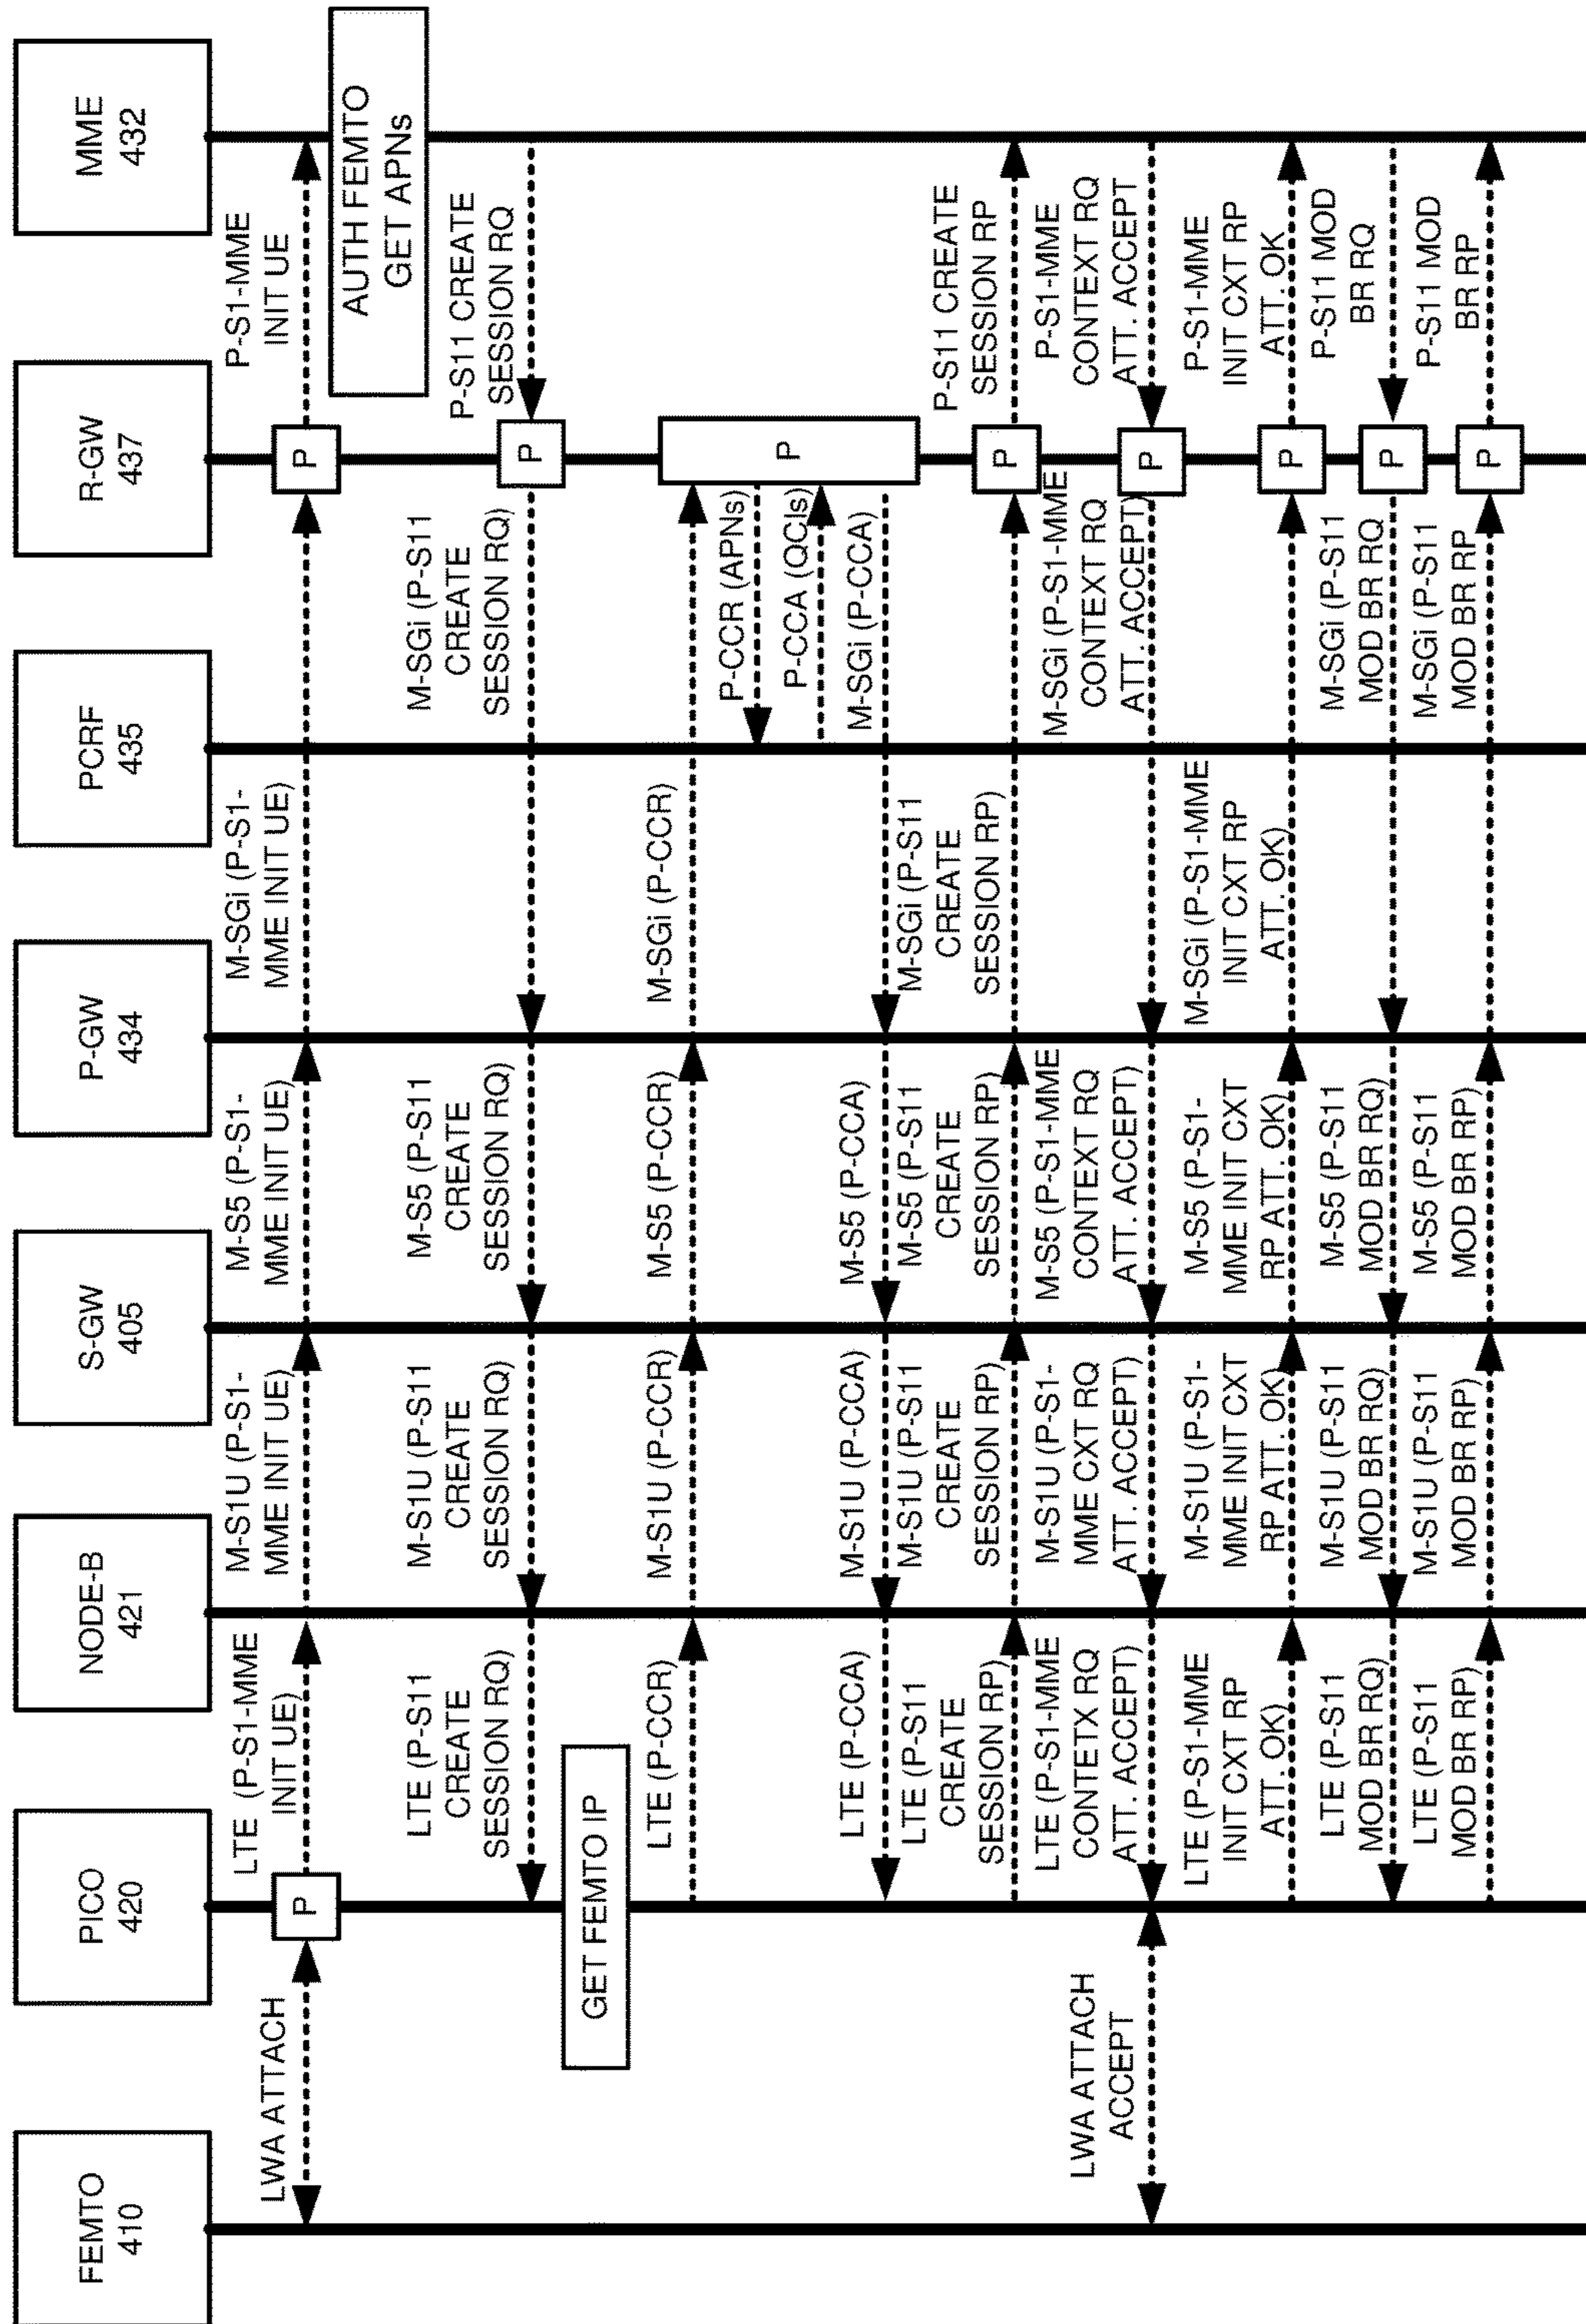 FEMTO
410
PICO
420
NODE-B
421
S-GW
405
P-GW
434
PCRF
435
R-GW
437
MME
432
LWA ATTACH
P
LTE (P-S1-MME
INIT UE)
M-S1U (P-S1-
MME INIT UE)
M-S5 (P-S1-
MME INIT UE)
M-SGi (P-S1-
MME INIT UE)
P
P-S1-MME
INIT UE
AUTH FEMTO
GET APNs
LTE (P-S11
CREATE
SESSION RQ)
M-S1U (P-S11
CREATE
SESSION RQ)
M-S5 (P-S11
CREATE
SESSION RQ)
M-SGi (P-S11
CREATE
SESSION RQ)
P
P-S11 CREATE
SESSION RQ
GET FEMTO IP
LTE (P-CCR)
M-S1U (P-CCR)
M-S5 (P-CCR)
M-SGi (P-CCR)
P
P-CCR (APNs)
P-CCA (QCIs)
LTE (P-CCA)
M-S1U (P-CCA)
M-S5 (P-CCA)
M-SGi (P-CCA)
LTE (P-S11
CREATE
SESSION RP)
M-S1U (P-S11
CREATE
SESSION RP)
M-S5 (P-S11
CREATE
SESSION RP)
M-SGi (P-S11
CREATE
SESSION RP)
P
P-S11 CREATE
SESSION RP
LWA ATTACH
ACCEPT
LTE (P-S1-MME
CONTETX RQ
ATT. ACCEPT)
M-S1U (P-S1-
MME CXT RQ
ATT. ACCEPT)
M-S5 (P-S1-MME
CONTEXT RQ
ATT. ACCEPT)
M-SGi (P-S1-MME
CONTEXT RQ
ATT. ACCEPT)
P
P-S1-MME
CONTEXT RQ
ATT. ACCEPT
LTE (P-S1-MME
INIT CXT RP
ATT. OK)
M-S1U (P-S1-
MME INIT CXT
RP ATT. OK)
M-S5 (P-S1-
MME INIT CXT
RP ATT. OK)
M-SGi (P-S1-MME
INIT CXT RP
ATT. OK)
P
P-S1-MME
INIT CXT RP
ATT. OK
LTE (P-S11
MOD BR RQ)
M-S1U (P-S11
MOD BR RQ)
M-S5 (P-S11
MOD BR RQ)
M-SGi (P-S11
MOD BR RQ
P
P-S11 MOD
BR RQ
LTE (P-S11
MOD BR RP)
M-S1U (P-S11
MOD BR RP)
M-S5 (P-S11
MOD BR RP)
M-SGi (P-S11
MOD BR RP
P
P-S11 MOD
BR RP